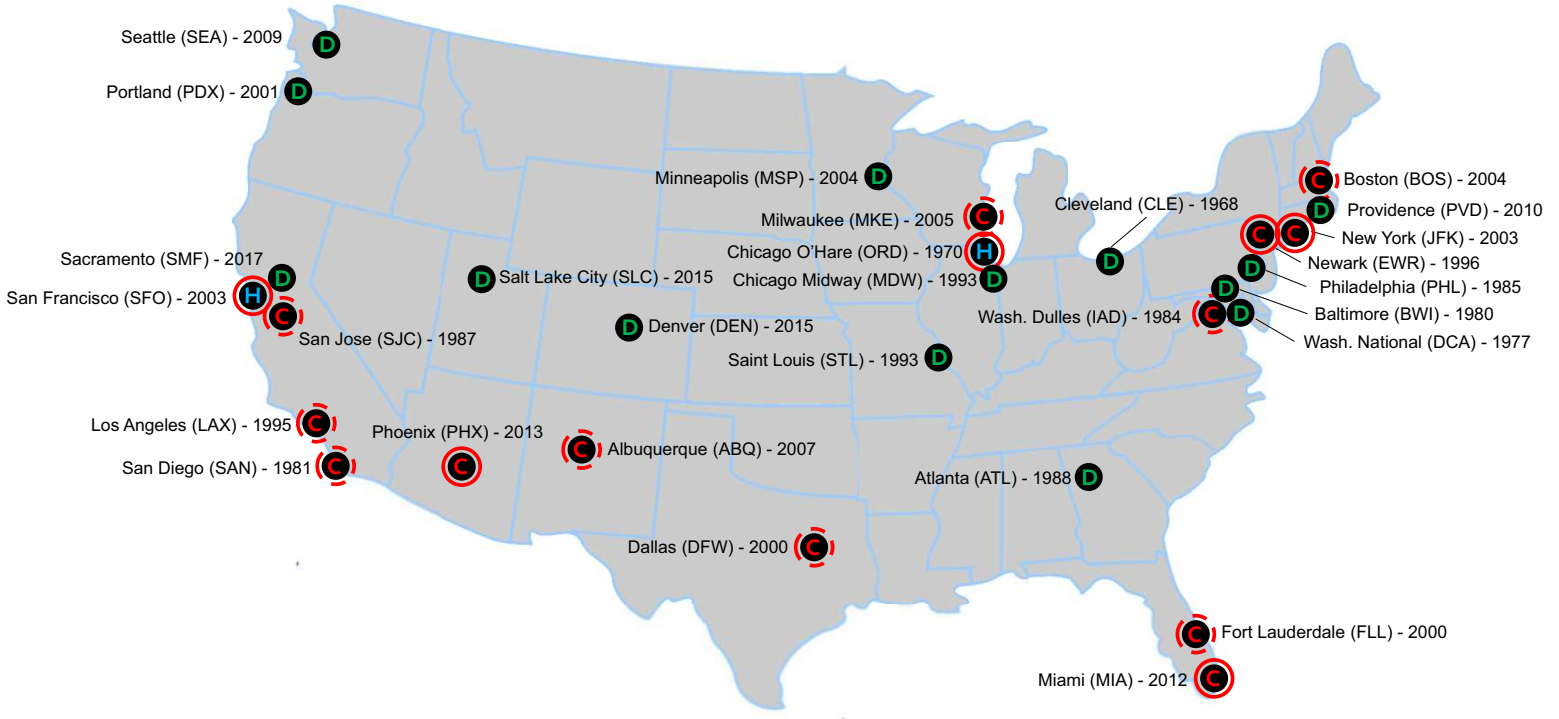 Seattle (SEA) - 2009
D
Portland (PDX) - 2001
D
Minneapolis (MSP) - 2004
D
Milwaukee (MKE) - 2005
C
Cleveland (CLE) - 1968
D
C
Boston (BOS) - 2004
D
Providence (PVD) - 2010
C
C
New York (JFK) - 2003
Newark (EWR) - 1996
Chicago O'Hare (ORD) - 1970
H
Chicago Midway (MDW) - 1993
D
D
Philadelphia (PHL) - 1985
D
Baltimore (BWI) - 1980
Wash. Dulles (IAD) - 1984
C
D
Wash. National (DCA) - 1977
Sacramento (SMF) - 2017
D
San Francisco (SFO) - 2003
H
C
San Jose (SJC) - 1987
D
Salt Lake City (SLC) - 2015
D
Denver (DEN) - 2015
Saint Louis (STL) - 1993
D
Los Angeles (LAX) - 1995
C
San Diego (SAN) - 1981
C
Phoenix (PHX) - 2013
C
C
Albuquerque (ABQ) - 2007
Atlanta (ATL) - 1988
D
Dallas (DFW) - 2000
C
C
Fort Lauderdale (FLL) - 2000
Miami (MIA) - 2012
C